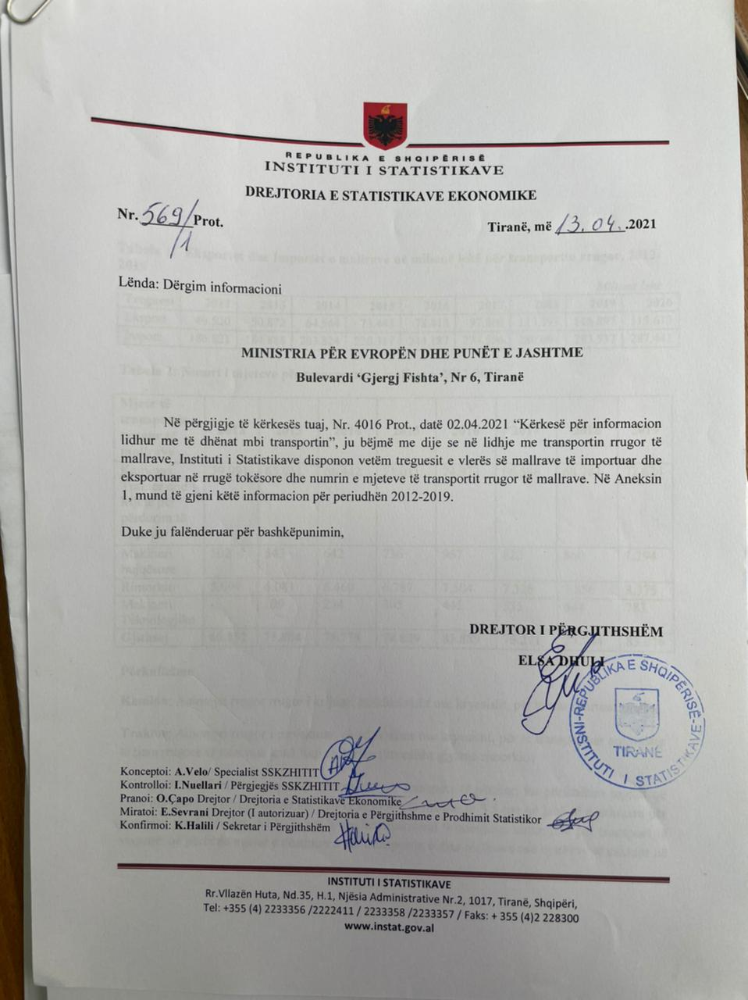 REPUBLIKA E SHQIPËRISË
INSTITUTI I STATISTIKAVE
DREJTORIA E STATISTIKAVE EKONOMIKE
Nr. 569/1 Prot.
Tiranë, më 13.04..2021
Lënda: Dërgim informacioni
MINISTRIA PËR EVROPËN DHE PUNËT E JASHTME
Bulevardi ‘Gjergj Fishta’, Nr 6, Tiranë
Në përgjigje të kërkesës tuaj, Nr. 4016 Prot., datë 02.04.2021 “Kërkesë për informacion
lidhur me të dhënat mbi transportin”, ju bëjmë me dije se në lidhje me transportin rrugor të
mallrave, Instituti i Statistikave disponon vetëm treguesit e vlerës së mallrave të importuar dhe
eksportuar në rrugë tokësore dhe numrin e mjeteve të transportit rrugor të mallrave. Në Aneksin
1, mund të gjeni këtë informacion për periudhën 2012-2019.
Duke ju falënderuar për bashkëpunimin,
DREJTOR I PËRGJITHSHËM
ELSA DHULI
REPUBLIKA E SHQIPËRISË-
INSTITUTI I STATISTIKAVE-
TIRANË
Konceptoi: A.Velo/ Specialist SSKZHITIT
Kontrolloi: I.Nuellari / Përgjegjës SSKZHITIT
Pranoi: O.Çapo Drejtor / Drejtoria e Statistikave Ekonomike
Miratoi: E.Sevrani Drejtor (I autorizuar) / Drejtoria e Përgjithshme e Prodhimit Statistikor
Konfirmoi: K.Halili / Sekretar i Përgjithshëm
INSTITUTI I STATISTIKAVE
Rr.Vllazën Huta, Nd.35, H.1, Njësia Administrative Nr.2, 1017, Tiranë, Shqipëri,
Tel: +355 (4) 2233356 /2222411 / 2233358 /2233357 / Faks: + 355 (4)2 228300
www.instat.gov.al